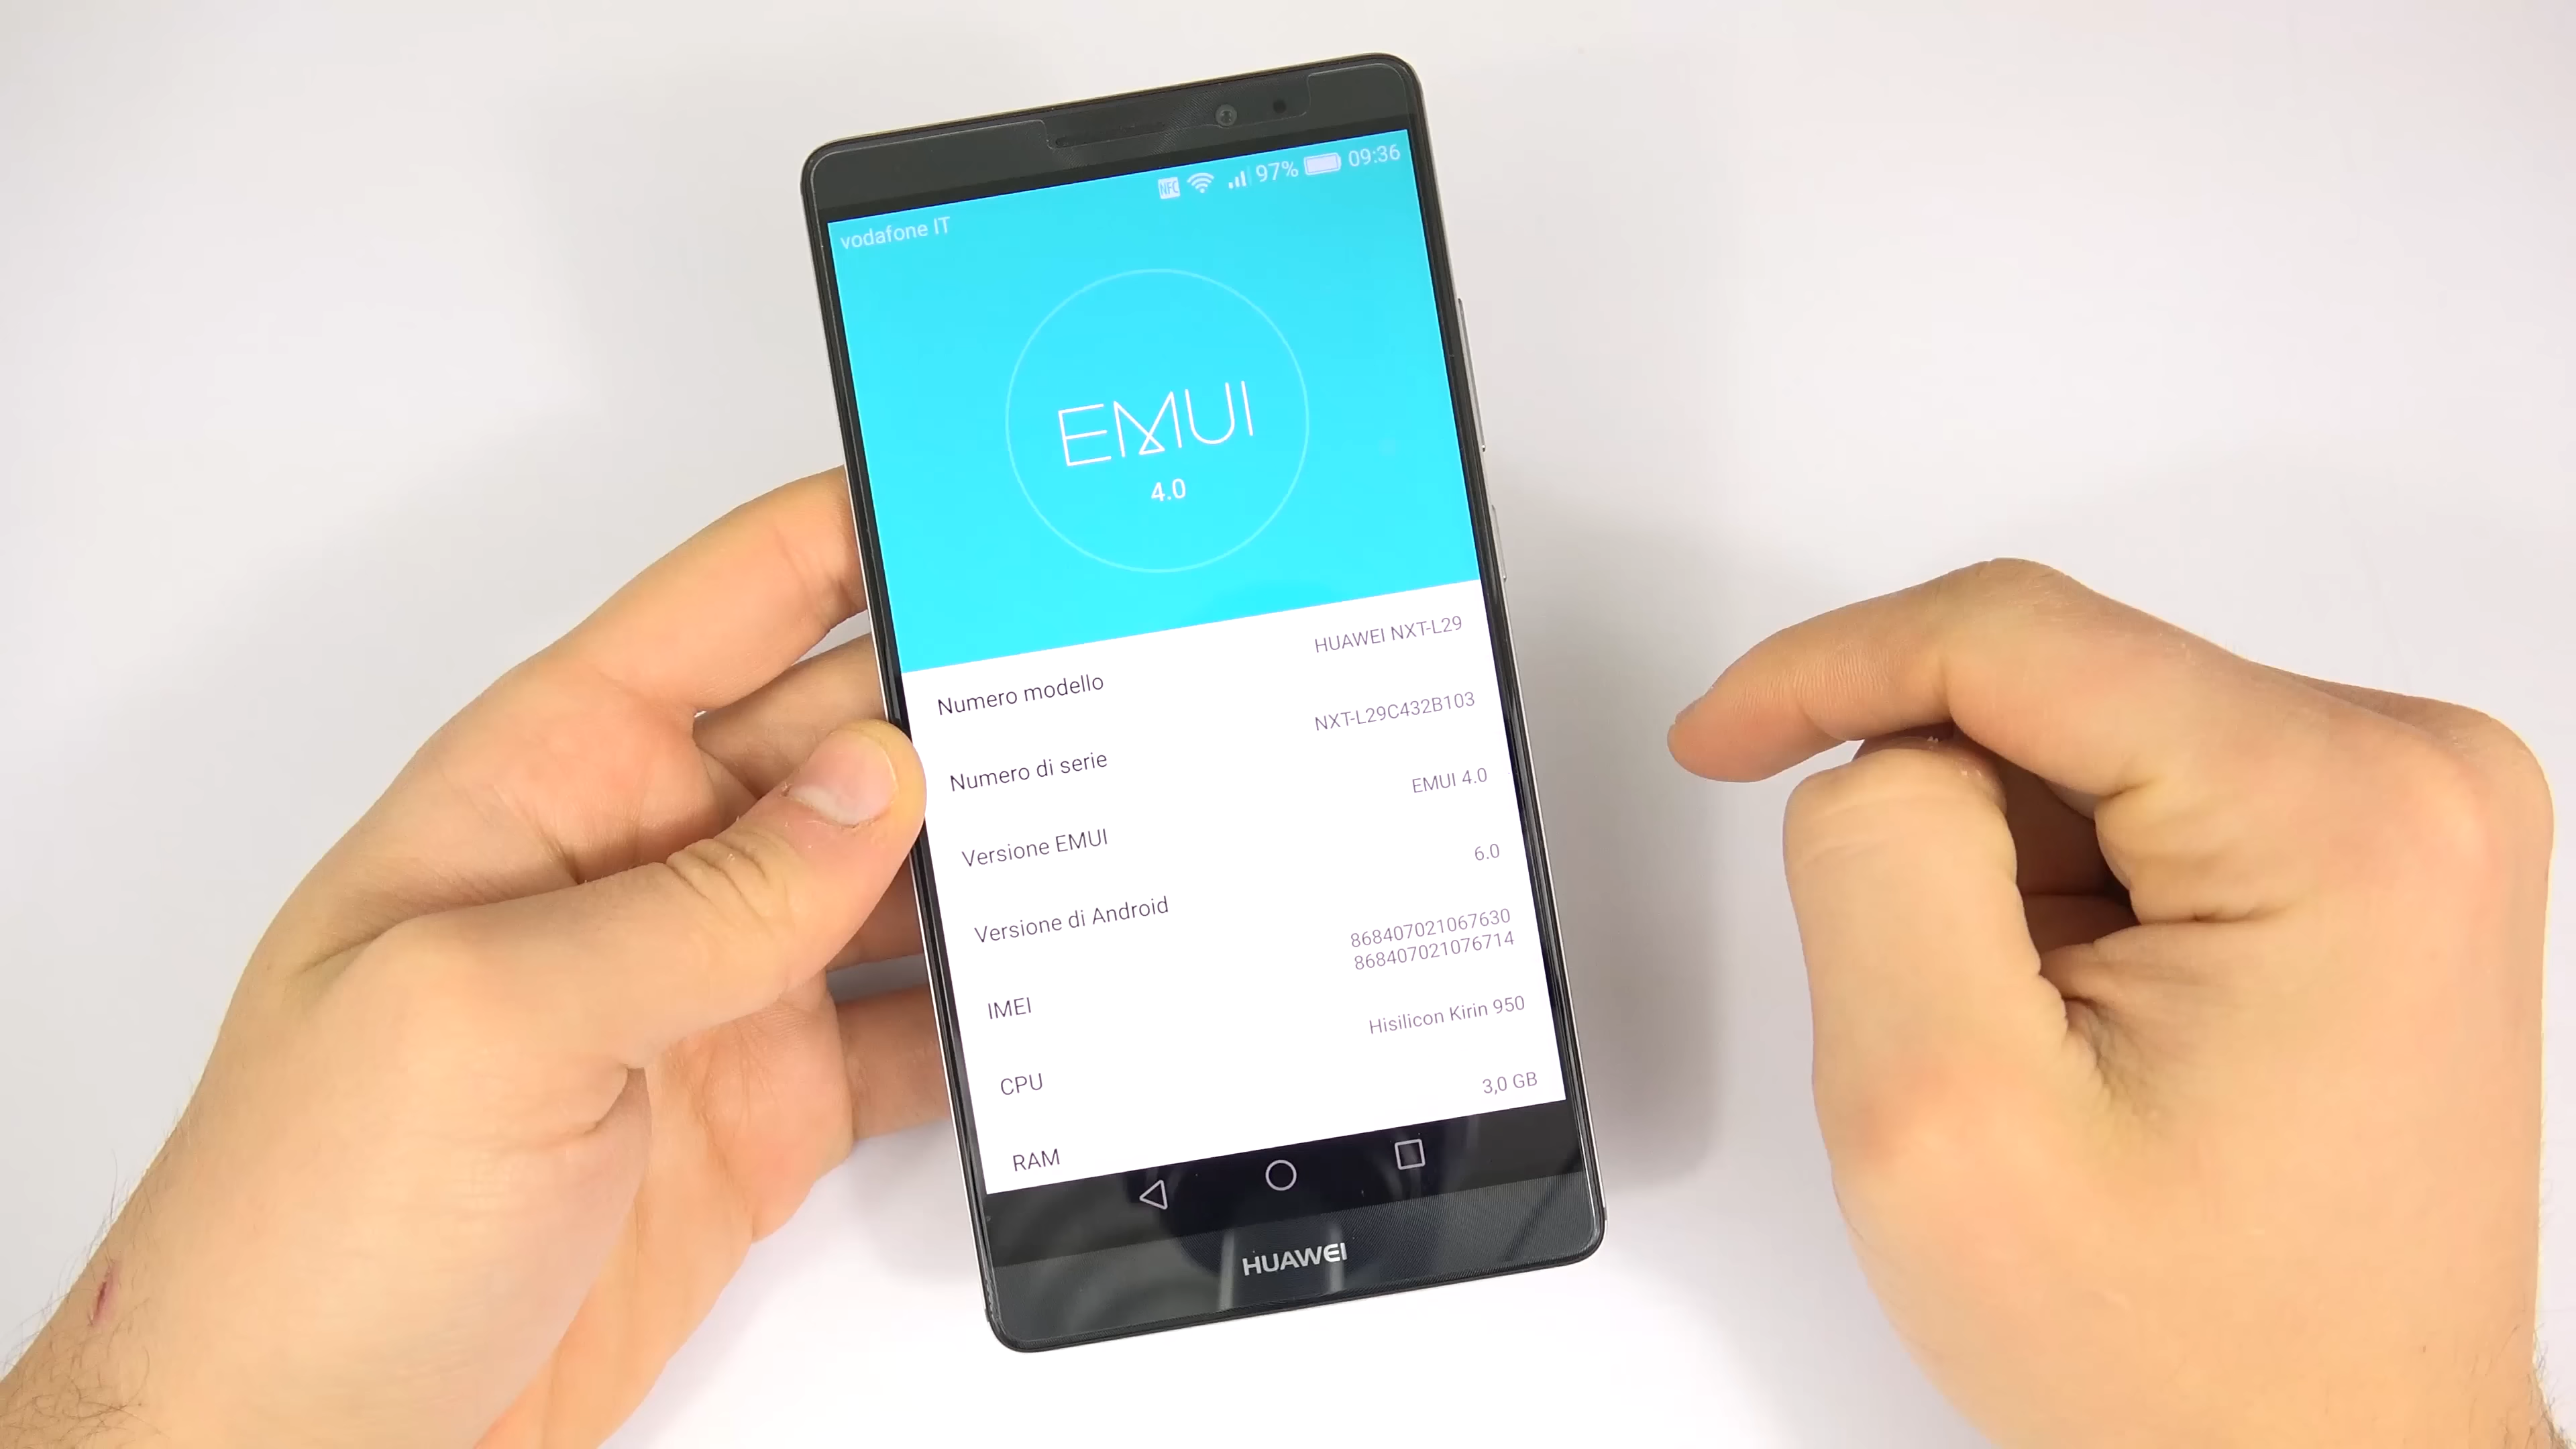 NFC 97% 09:36
vodafone IT
EMUI
4.0
Numero modello HUAWEI NXT-L29
Numero di serie NXT-L29C432B103
Versione EMUI EMUI 4.0
Versione di Android 6.0
IMEI 868407021067630
868407021076714
CPU Hisilicon Kirin 950
RAM 3,0 GB
HUAWEI